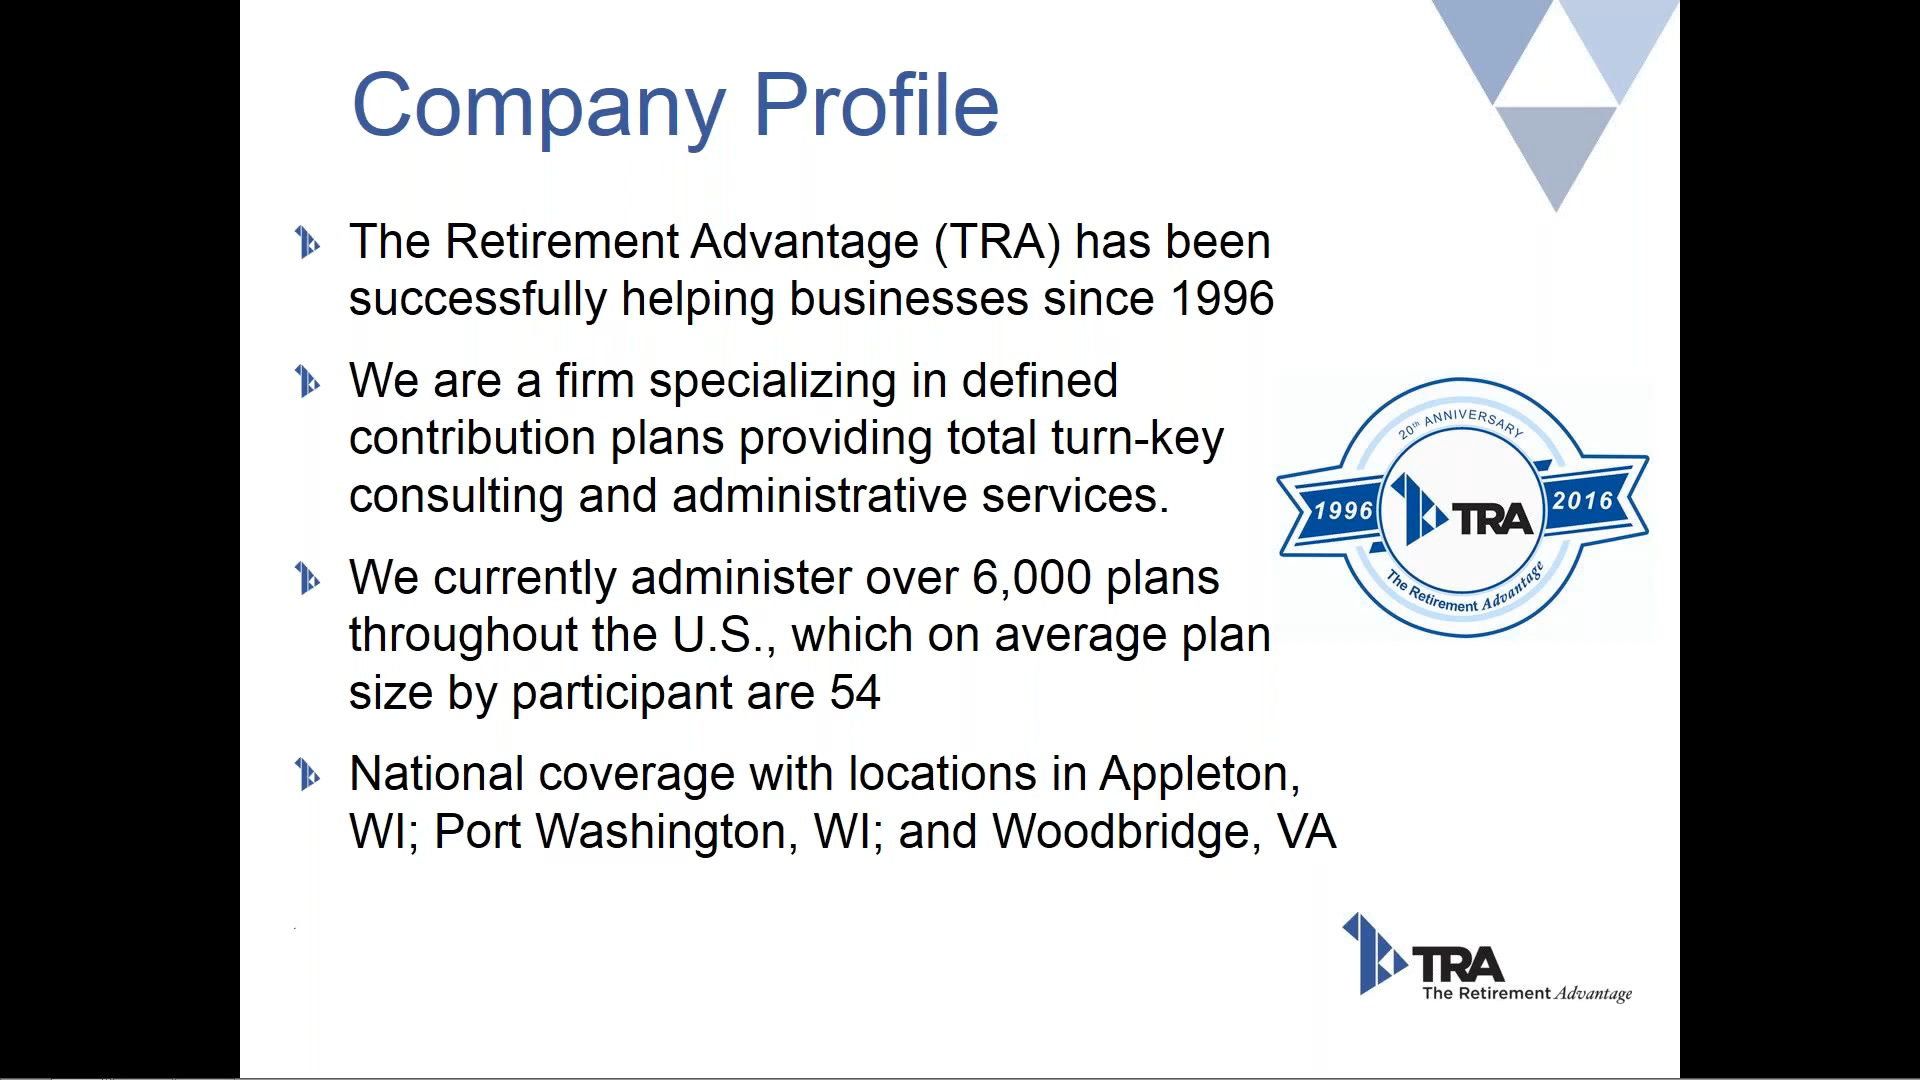 Company Profile
The Retirement Advantage (TRA) has been
successfully helping businesses since 1996
We are a firm specializing in defined
contribution plans providing total turn-key
consulting and administrative services.
We currently administer over 6,000 plans
throughout the U.S., which on average plan
size by participant are 54
National coverage with locations in Appleton,
WI; Port Washington, WI; and Woodbridge, VA
20th ANNIVERSARY
1996
TRA
2016
The Retirement Advantage
TRA
The Retirement Advantage